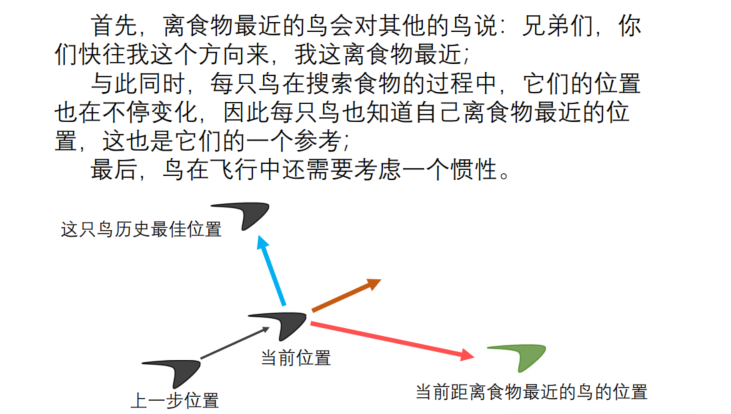 首先，离食物最近的鸟会对其他的鸟说：兄弟们，你
们快往我这个方向来，我这离食物最近；
与此同时，每只鸟在搜索食物的过程中，它们的位置
也在不停变化，因此每只鸟也知道自己离食物最近的位
置，这也是它们的一个参考；
最后，鸟在飞行中还需要考虑一个惯性。
这只鸟历史最佳位置
当前位置
上一步位置
当前距离食物最近的鸟的位置